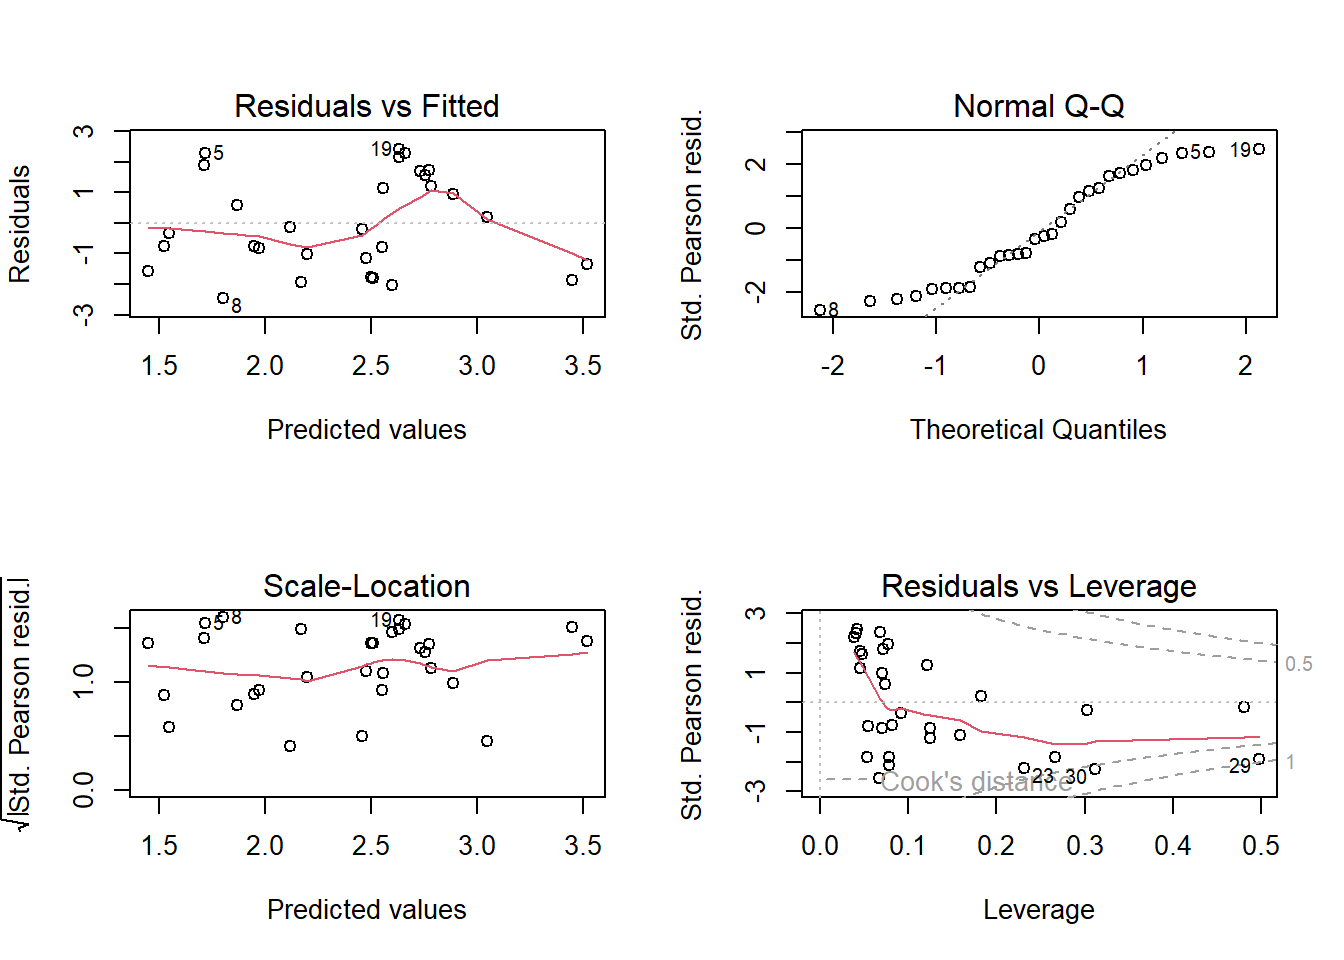 Residuals vs Fitted
Residuals
3
1
-1
-3
5
19
8
1.5 2.0 2.5 3.0 3.5
Predicted values
Normal Q-Q
Std. Pearson resid.
2
0
-2
5
19
8
-2 -1 0 1 2
Theoretical Quantiles
Scale-Location
√|Std. Pearson resid.|
1.0
0.0
5
8
19
1.5 2.0 2.5 3.0 3.5
Predicted values
Residuals vs Leverage
Std. Pearson resid.
3
1
-1
-3
0.5
1
23
30
29
Cook's distance
0.0 0.1 0.2 0.3 0.4 0.5
Leverage